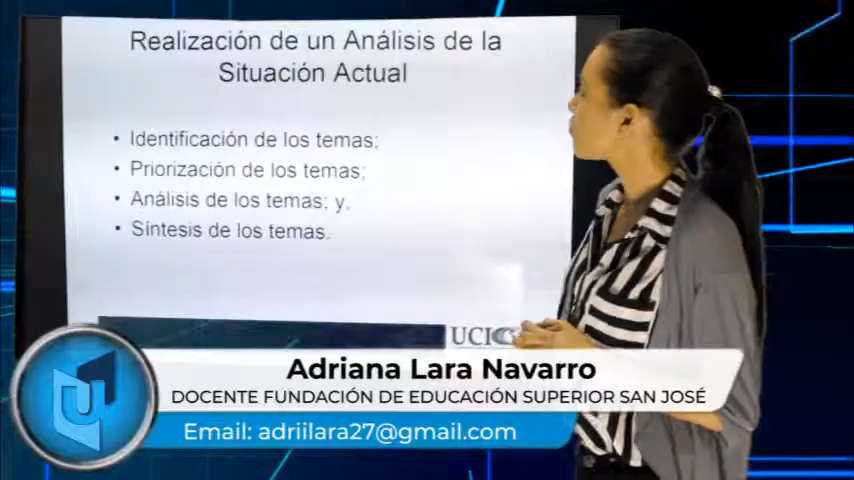 Realización de un Análisis de la
Situación Actual
• Identificación de los temas;
• Priorización de los temas;
• Análisis de los temas; y,
• Síntesis de los temas.
UCI
Adriana Lara Navarro
DOCENTE FUNDACIÓN DE EDUCACIÓN SUPERIOR SAN JOSÉ
Email: adriilara27@gmail.com